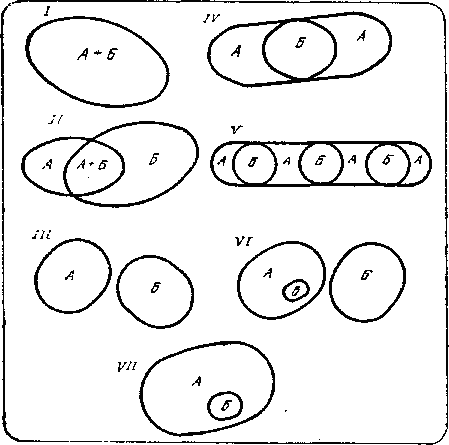 I
А + Б
II
А А + Б Б
III
А Б
IV
А Б А
V
А Б А Б А Б А
VI
А Б Б
VII
А Б